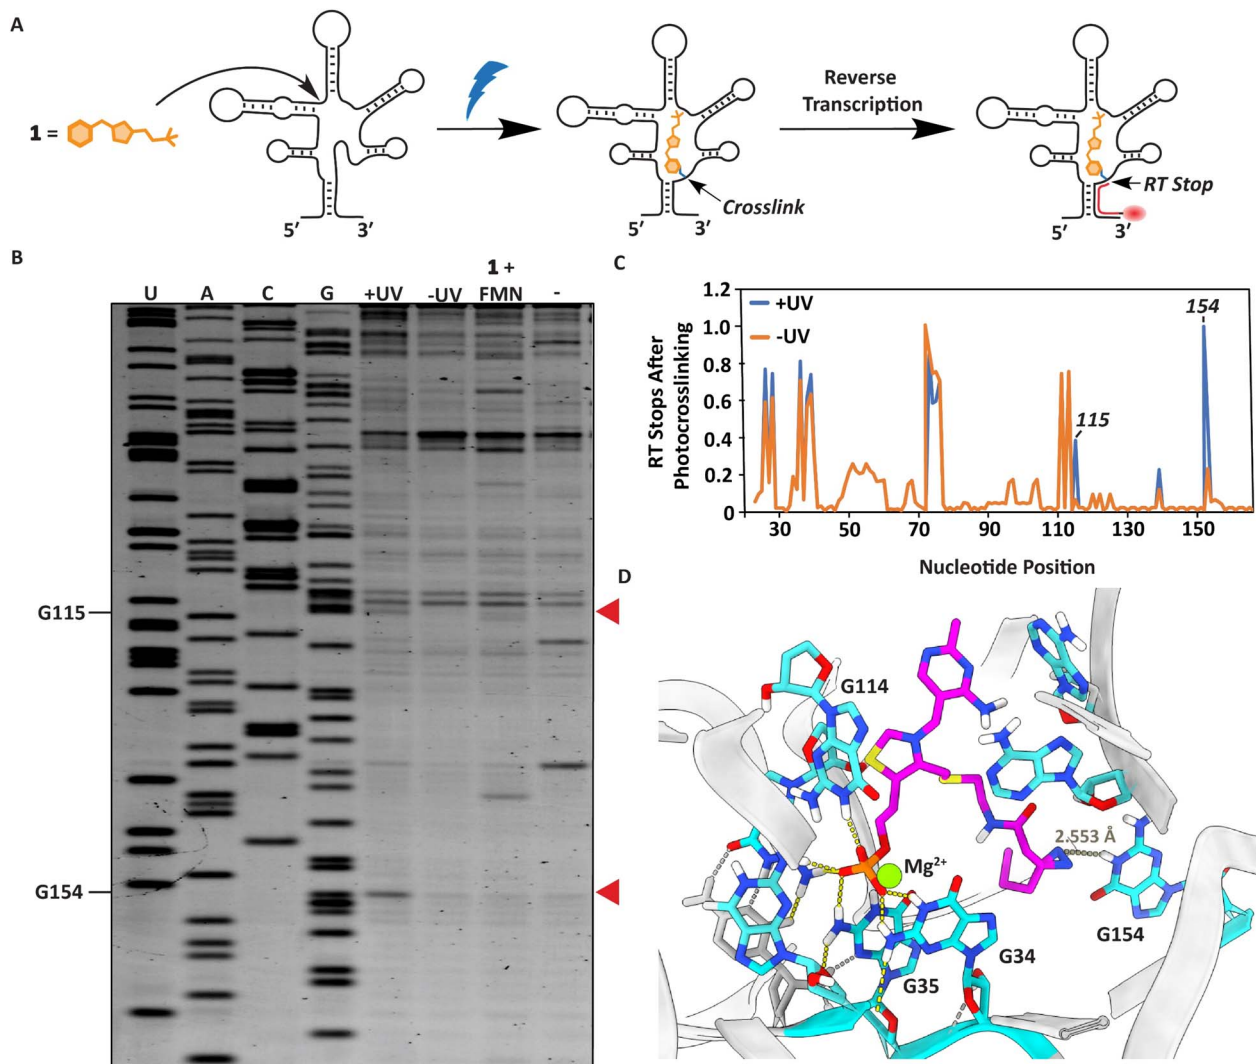 A
1 =
Crosslink
5′ 3′
5′ 3′
Reverse
Transcription
RT Stop
5′ 3′
B
U A C G +UV -UV 1 +
FMN -
G115
G154
C
+UV
-UV
154
115
1.2
1.0
0.8
0.6
0.4
0.2
0
RT Stops After
Photocrosslinking
30 50 70 90 110 130 150
Nucleotide Position
D
G114
2.553 Å
Mg2+
G154
G34
G35